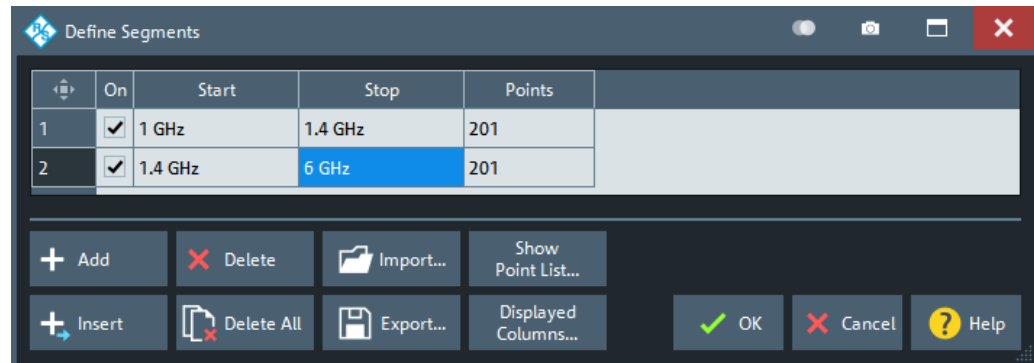 R&S Define Segments
On Start Stop Points
1 1 GHz 1.4 GHz 201
2 1.4 GHz 6 GHz 201
Add Delete Import... Show
Point List...
Insert Delete All Export... Displayed
Columns... OK Cancel ? Help